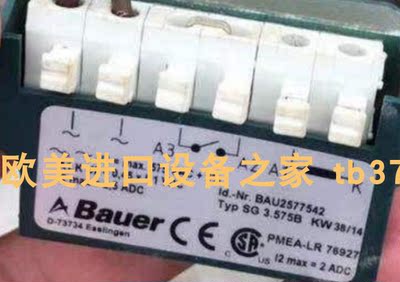 A3
K
欧美进口设备之家 tb37
ADC
Id.-Nr. BAU2577542
Typ SG 3.575B KW 38/14
Bauer
D-73734 Esslingen
PMEA-LR 76927
C US I2 max = 2 ADC